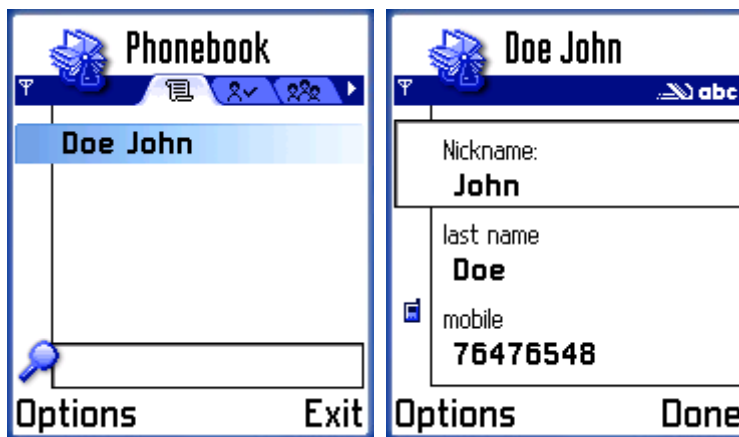 Phonebook
Doe John
Options Exit
Doe John
abc
Nickname:
John
last name
Doe
mobile
76476548
Options Done